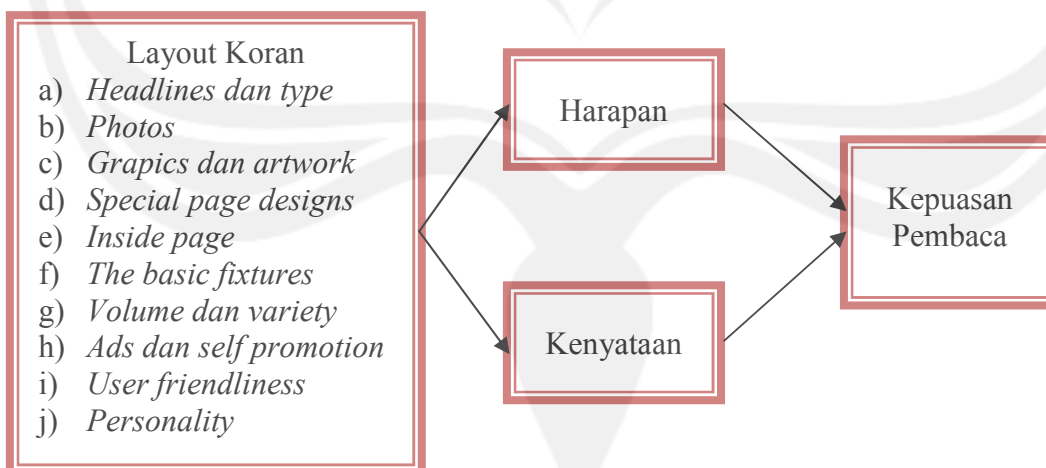 Layout Koran
a) Headlines dan type
b) Photos
c) Grapics dan artwork
d) Special page designs
e) Inside page
f) The basic fixtures
g) Volume dan variety
h) Ads dan self promotion
i) User friendliness
j) Personality
Harapan
Kenyataan
Kepuasan
Pembaca